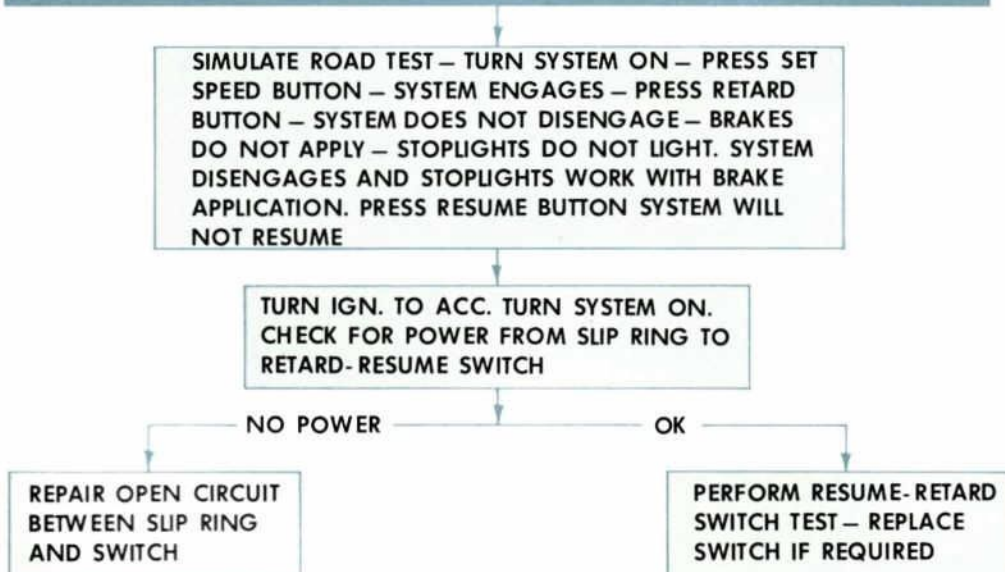 SIMULATE ROAD TEST – TURN SYSTEM ON – PRESS SET
SPEED BUTTON – SYSTEM ENGAGES – PRESS RETARD
BUTTON – SYSTEM DOES NOT DISENGAGE – BRAKES
DO NOT APPLY – STOPLIGHTS DO NOT LIGHT. SYSTEM
DISENGAGES AND STOPLIGHTS WORK WITH BRAKE
APPLICATION. PRESS RESUME BUTTON SYSTEM WILL
NOT RESUME
TURN IGN. TO ACC. TURN SYSTEM ON.
CHECK FOR POWER FROM SLIP RING TO
RETARD-RESUME SWITCH
NO POWER
OK
REPAIR OPEN CIRCUIT
BETWEEN SLIP RING
AND SWITCH
PERFORM RESUME-RETARD
SWITCH TEST – REPLACE
SWITCH IF REQUIRED